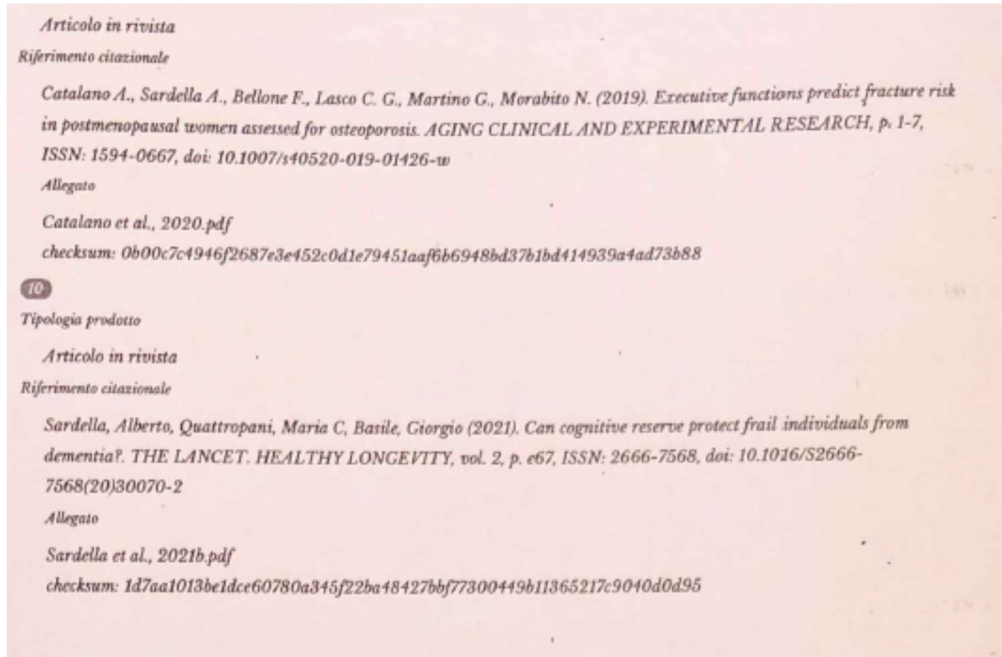 Articolo in rivista
Riferimento citazionale
Catalano A., Sardella A., Bellone F., Lasco C. G., Martino G., Morabito N. (2019). Executive functions predict fracture risk
in postmenopausal women assessed for osteoporosis. AGING CLINICAL AND EXPERIMENTAL RESEARCH, p. 1-7,
ISSN: 1594-0667, doi: 10.1007/s40520-019-01426-w
Allegato
Catalano et al., 2020.pdf
checksum: 0b00c7c4946f2687e3e452c0d1e79451aaf6b6948bd37b1bd414939a4ad73b88
10
Tipologia prodotto
Articolo in rivista
Riferimento citazionale
Sardella, Alberto, Quattropani, Maria C, Basile, Giorgio (2021). Can cognitive reserve protect frail individuals from
dementia?. THE LANCET. HEALTHY LONGEVITY, vol. 2, p. e67, ISSN: 2666-7568, doi: 10.1016/S2666-
7568(20)30070-2
Allegato
Sardella et al., 2021b.pdf
checksum: 1d7aa1013be1dce60780a345f22ba48427bbf77300449b11365217c9040d0d95